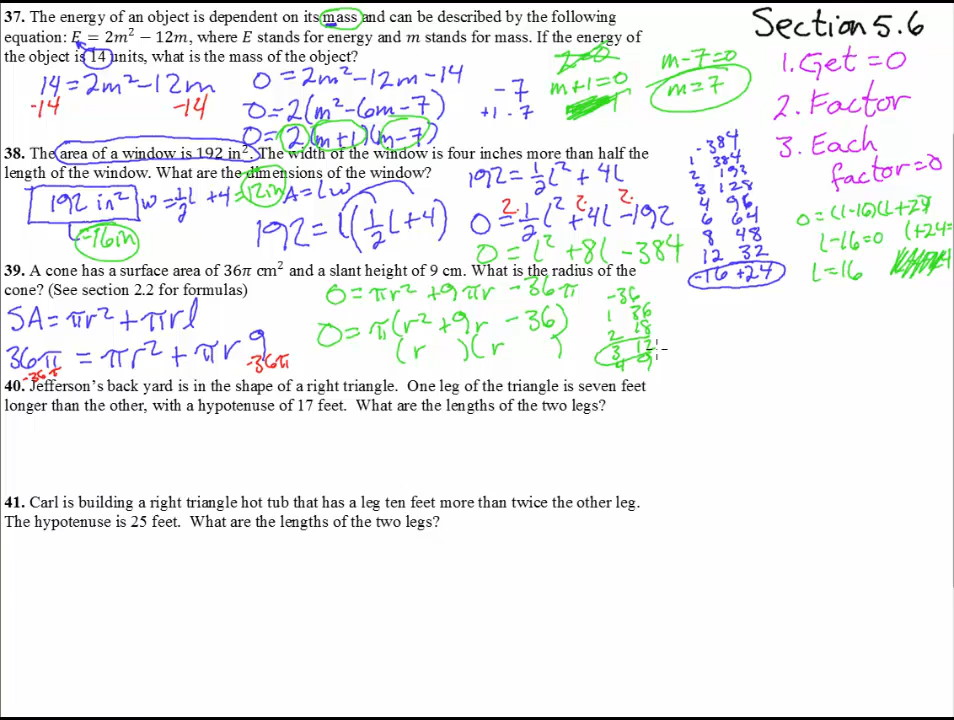 37. The energy of an object is dependent on its mass and can be described by the following
equation: E = 2m² − 12m, where E stands for energy and m stands for mass. If the energy of
the object is 14 units, what is the mass of the object?
14 = 2m² − 12m
-14 -14
0 = 2m² − 12m − 14
0 = 2(m² − 6m − 7)
0 = 2(m+1)(m−7)
-7
+1 · -7
2=0
m+1=0
m−7=0
m=7
Section 5.6
1. Get = 0
2. Factor
3. Each
factor = 0
38. The area of a window is 192 in². The width of the window is four inches more than half the
length of the window. What are the dimensions of the window?
192 in² w = ½l + 4 = 12in A = lw
l = 16in
192 = l(½l + 4)
192 = ½l² + 4l
2· 2· 2·
0 = ½l² + 4l − 192
0 = l² + 8l − 384
-384
1 384
2 192
3 128
4 96
6 64
8 48
12 32
-16 +24
0 = (l−16)(l+24)
l−16=0 l+24=
l = 16
39. A cone has a surface area of 36π cm² and a slant height of 9 cm. What is the radius of the
cone? (See section 2.2 for formulas)
SA = πr² + πrl
36π = πr² + πr9
-36π -36π
0 = πr² + 9πr − 36π
0 = π(r² + 9r − 36)
(r )(r )
-36
1 36
2 18
3 12
4 9
40. Jefferson's back yard is in the shape of a right triangle. One leg of the triangle is seven feet
longer than the other, with a hypotenuse of 17 feet. What are the lengths of the two legs?
41. Carl is building a right triangle hot tub that has a leg ten feet more than twice the other leg.
The hypotenuse is 25 feet. What are the lengths of the two legs?